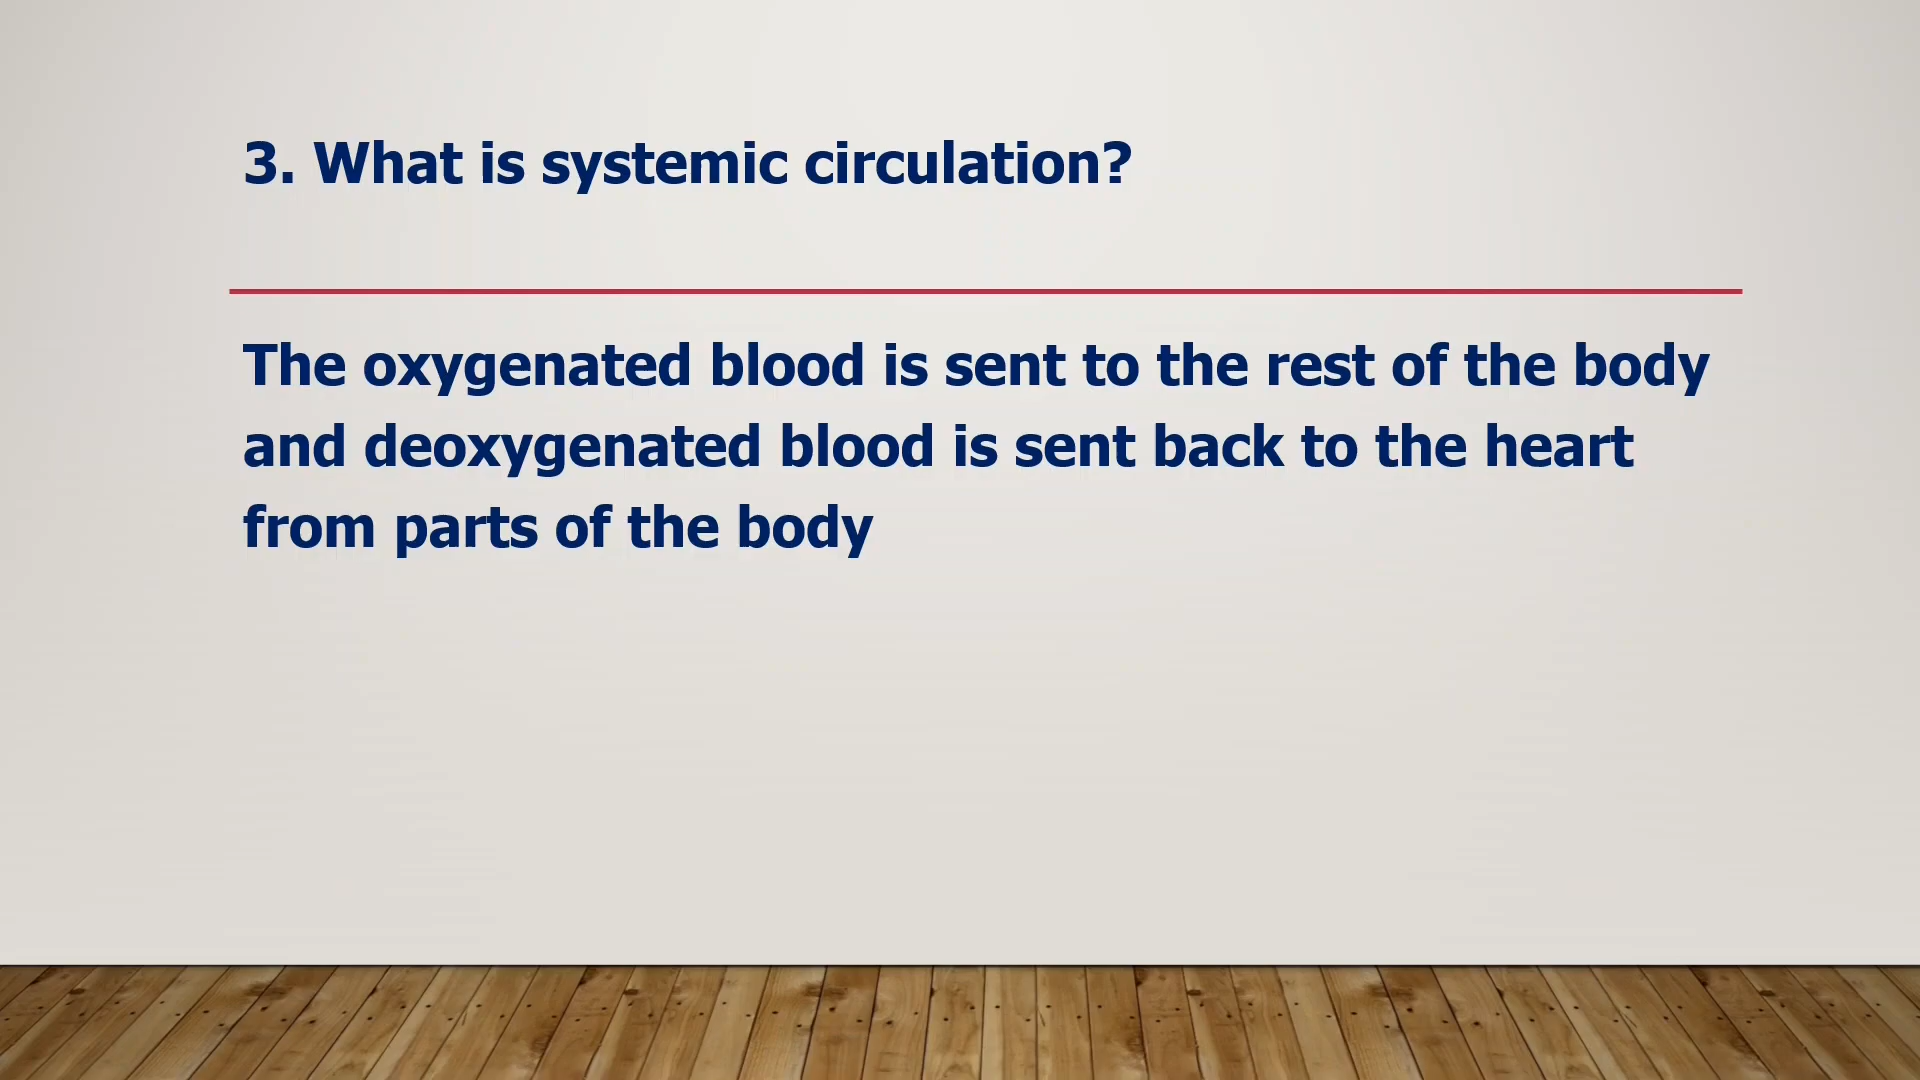 3. What is systemic circulation?
The oxygenated blood is sent to the rest of the body
and deoxygenated blood is sent back to the heart
from parts of the body